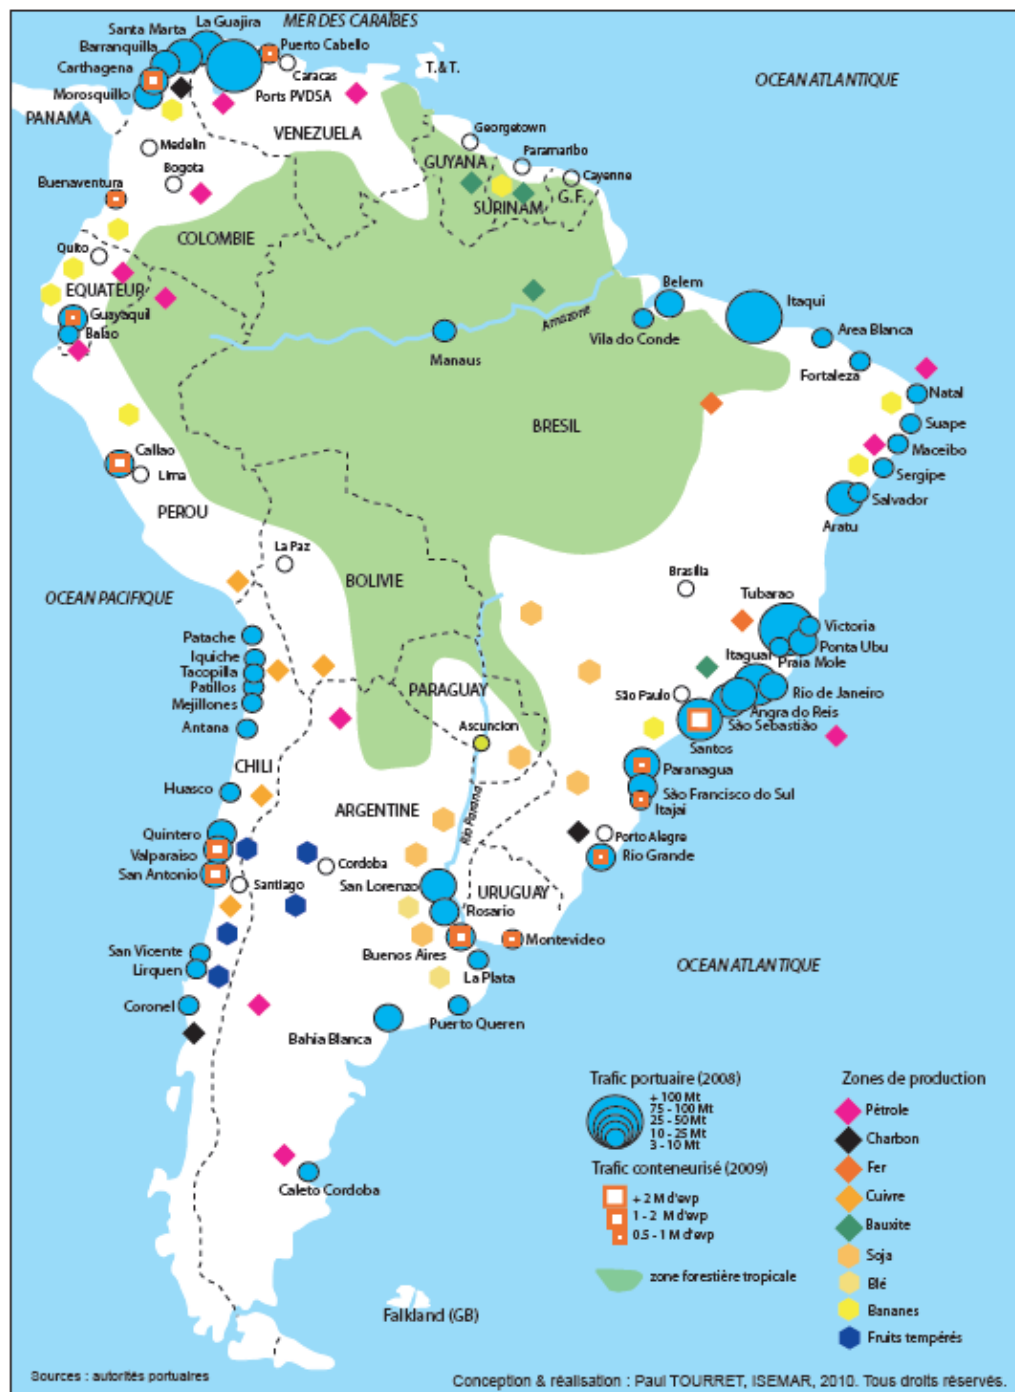 MER DES CARAÏBES
La Guajira
Santa Marta
Barranquilla
Carthagena
Morosquillo
Puerto Cabello
Caracas
Ports PVDSA
T.&T.
OCEAN ATLANTIQUE
PANAMA
VENEZUELA
Medelin
Bogota
Georgetown
Paramaribo
Cayenne
GUYANA
SURINAM
G.F.
Buenaventura
COLOMBIE
Quito
EQUATEUR
Guayaquil
Balao
Belem
Itaqui
Amazone
Manaus
Vila do Conde
Area Blanca
Fortaleza
Natal
Suape
Maceibo
Sergipe
Salvador
Aratu
BRESIL
Callao
Lima
PEROU
La Paz
BOLIVIE
Brasilia
OCEAN PACIFIQUE
Tubarao
Victoria
Ponta Ubu
Praia Mole
Itaguai
Rio de Janeiro
Angra do Reis
São Sebastião
São Paulo
Santos
Patache
Iquiche
Tacopilla
Patillos
Mejillones
Antana
PARAGUAY
Ascuncion
CHILI
Huasco
ARGENTINE
Rio Parana
Paranagua
São Francisco do Sul
Itajai
Porto Alegre
Rio Grande
Quintero
Valparaiso
San Antonio
Santiago
Cordoba
San Lorenzo
Rosario
URUGUAY
Buenos Aires
Montevideo
La Plata
OCEAN ATLANTIQUE
San Vicente
Lirquen
Coronel
Bahia Blanca
Puerto Queren
Caleto Cordoba
Falkland (GB)
Trafic portuaire (2008)
+ 100 Mt
75 - 100 Mt
25 - 50 Mt
10 - 25 Mt
3 - 10 Mt
Trafic conteneurisé (2009)
+ 2 M d'evp
1 - 2 M d'evp
0.5 - 1 M d'evp
zone forestière tropicale
Zones de production
Pétrole
Charbon
Fer
Cuivre
Bauxite
Soja
Blé
Bananes
Fruits tempérés
Sources : autorités portuaires
Conception & réalisation : Paul TOURRET, ISEMAR, 2010. Tous droits réservés.